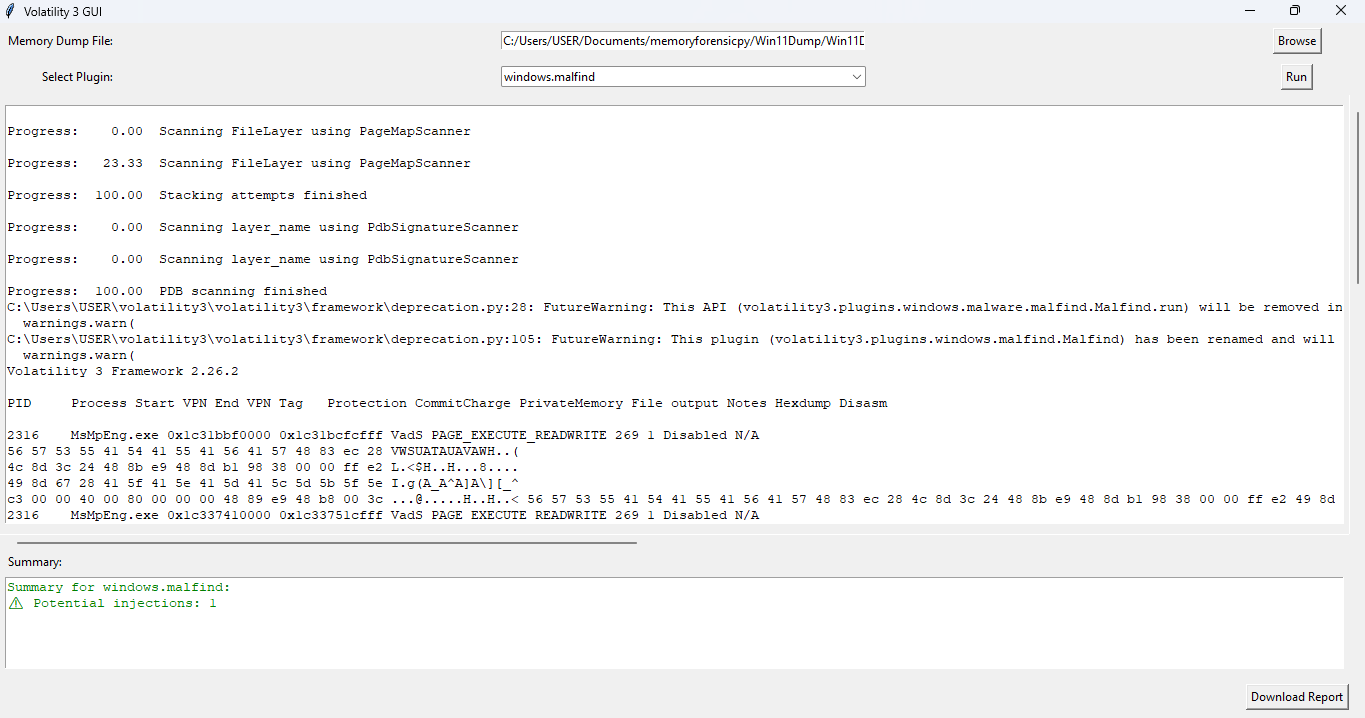 Volatility 3 GUI
Memory Dump File:
C:/Users/USER/Documents/memoryforensicpy/Win11Dump/Win11D
Browse
Select Plugin:
windows.malfind
Run
Progress:    0.00  Scanning FileLayer using PageMapScanner
Progress:   23.33  Scanning FileLayer using PageMapScanner
Progress:  100.00  Stacking attempts finished
Progress:    0.00  Scanning layer_name using PdbSignatureScanner
Progress:    0.00  Scanning layer_name using PdbSignatureScanner
Progress:  100.00  PDB scanning finished
C:\Users\USER\volatility3\volatility3\framework\deprecation.py:28: FutureWarning: This API (volatility3.plugins.windows.malware.malfind.Malfind.run) will be removed in
  warnings.warn(
C:\Users\USER\volatility3\volatility3\framework\deprecation.py:105: FutureWarning: This plugin (volatility3.plugins.windows.malfind.Malfind) has been renamed and will
  warnings.warn(
Volatility 3 Framework 2.26.2
PID     Process Start VPN End VPN Tag   Protection CommitCharge PrivateMemory File output Notes Hexdump Disasm
2316    MsMpEng.exe 0x1c31bbf0000 0x1c31bcfcfff VadS PAGE_EXECUTE_READWRITE 269 1 Disabled N/A
56 57 53 55 41 54 41 55 41 56 41 57 48 83 ec 28 VWSUATAUAVAWH..(
4c 8d 3c 24 48 8b e9 48 8d b1 98 38 00 00 ff e2 L.<$H..H...8....
49 8d 67 28 41 5f 41 5e 41 5d 41 5c 5d 5b 5f 5e I.g(A_A^A]A\][_^
c3 00 00 40 00 80 00 00 00 48 89 e9 48 b8 00 3c ...@.....H..H..< 56 57 53 55 41 54 41 55 41 56 41 57 48 83 ec 28 4c 8d 3c 24 48 8b e9 48 8d b1 98 38 00 00 ff e2 49 8d
2316    MsMpEng.exe 0x1c337410000 0x1c33751cfff VadS PAGE_EXECUTE_READWRITE 269 1 Disabled N/A
Summary:
Summary for windows.malfind:
⚠ Potential injections: 1
Download Report